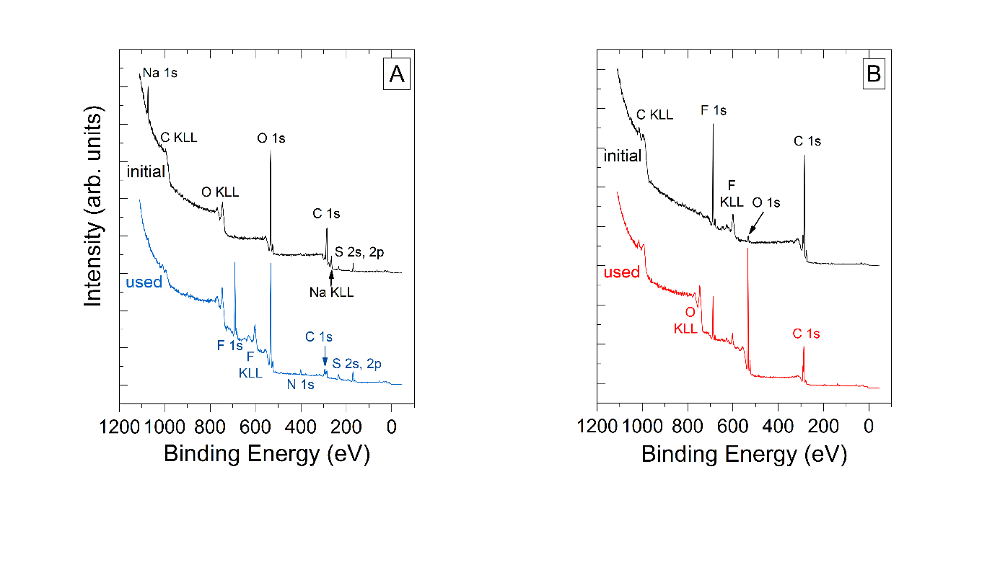 A
Na 1s
C KLL
O 1s
initial
O KLL
C 1s
S 2s, 2p
Na KLL
used
F 1s
F
KLL
C 1s
S 2s, 2p
N 1s
Intensity (arb. units)
1200 1000 800 600 400 200 0
Binding Energy (eV)
B
C KLL
F 1s
C 1s
initial
F
KLL
O 1s
used
O
KLL
C 1s
1200 1000 800 600 400 200 0
Binding Energy (eV)